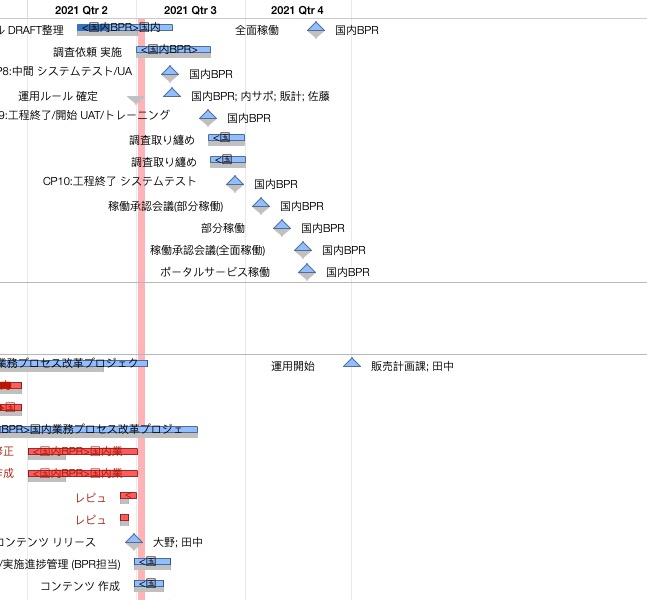 2021 Qtr 2 2021 Qtr 3 2021 Qtr 4
ル DRAFT整理 <国内BPR>国内 全面稼働 国内BPR
調査依頼 実施 <国内BPR>
P8:中間 システムテスト/UA 国内BPR
運用ルール 確定 国内BPR; 内サポ; 販計; 佐藤
9:工程終了/開始 UAT/トレーニング 国内BPR
調査取り纏め <国
調査取り纏め <国
CP10:工程終了 システムテスト 国内BPR
稼働承認会議(部分稼働) 国内BPR
部分稼働 国内BPR
稼働承認会議(全面稼働) 国内BPR
ポータルサービス稼働 国内BPR
業務プロセス改革プロジェク 運用開始 販売計画課; 田中
BPR>国内業務プロセス改革プロジェ
修正 <国内BPR>国内業
作成 <国内BPR>国内業
レビュ <
レビュ
コンテンツ リリース 大野; 田中
/実施進捗管理 (BPR担当) <国
コンテンツ 作成 <国